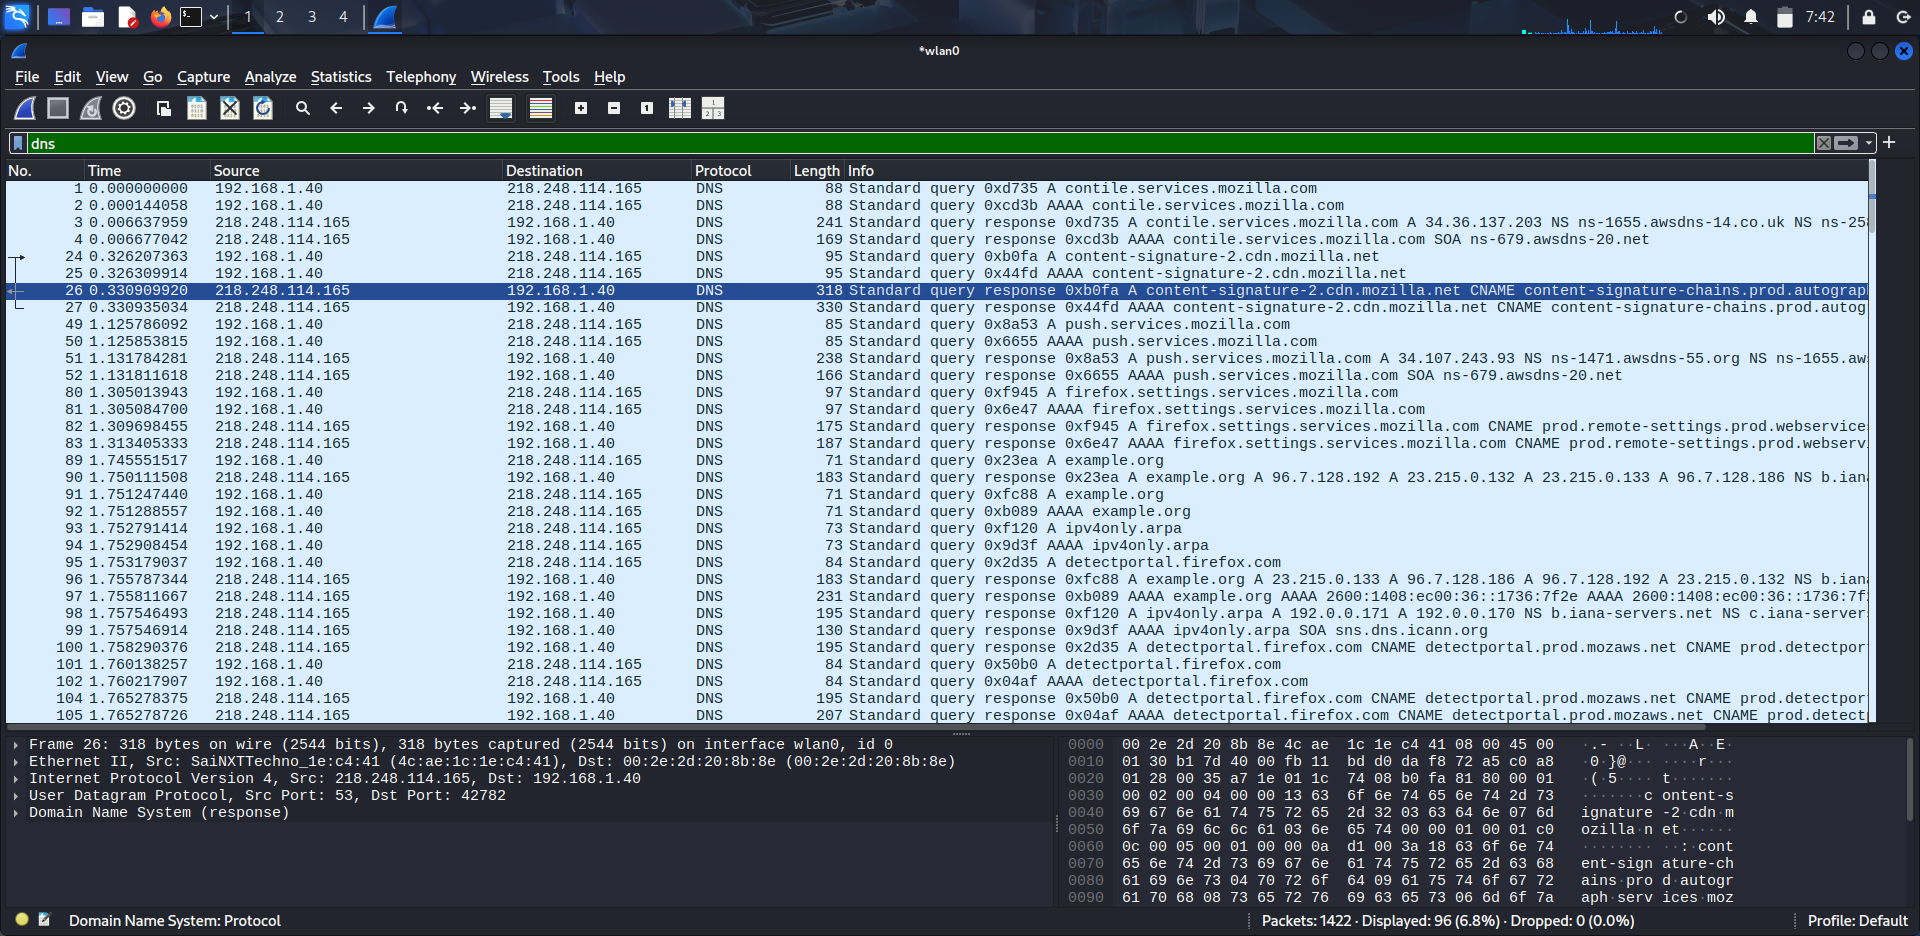 1 2 3 4 7:42
*wlan0
File Edit View Go Capture Analyze Statistics Telephony Wireless Tools Help
dns
No. Time Source Destination Protocol Length Info
1 0.000000000 192.168.1.40 218.248.114.165 DNS 88 Standard query 0xd735 A contile.services.mozilla.com
2 0.000144058 192.168.1.40 218.248.114.165 DNS 88 Standard query 0xcd3b AAAA contile.services.mozilla.com
3 0.006637959 218.248.114.165 192.168.1.40 DNS 241 Standard query response 0xd735 A contile.services.mozilla.com A 34.36.137.203 NS ns-1655.awsdns-14.co.uk NS ns-258
4 0.006677042 218.248.114.165 192.168.1.40 DNS 169 Standard query response 0xcd3b AAAA contile.services.mozilla.com SOA ns-679.awsdns-20.net
24 0.326207363 192.168.1.40 218.248.114.165 DNS 95 Standard query 0xb0fa A content-signature-2.cdn.mozilla.net
25 0.326309914 192.168.1.40 218.248.114.165 DNS 95 Standard query 0x44fd AAAA content-signature-2.cdn.mozilla.net
26 0.330909920 218.248.114.165 192.168.1.40 DNS 318 Standard query response 0xb0fa A content-signature-2.cdn.mozilla.net CNAME content-signature-chains.prod.autograph
27 0.330935034 218.248.114.165 192.168.1.40 DNS 330 Standard query response 0x44fd AAAA content-signature-2.cdn.mozilla.net CNAME content-signature-chains.prod.autog
49 1.125786092 192.168.1.40 218.248.114.165 DNS 85 Standard query 0x8a53 A push.services.mozilla.com
50 1.125853815 192.168.1.40 218.248.114.165 DNS 85 Standard query 0x6655 AAAA push.services.mozilla.com
51 1.131784281 218.248.114.165 192.168.1.40 DNS 238 Standard query response 0x8a53 A push.services.mozilla.com A 34.107.243.93 NS ns-1471.awsdns-55.org NS ns-1655.aws
52 1.131811618 218.248.114.165 192.168.1.40 DNS 166 Standard query response 0x6655 AAAA push.services.mozilla.com SOA ns-679.awsdns-20.net
80 1.305013943 192.168.1.40 218.248.114.165 DNS 97 Standard query 0xf945 A firefox.settings.services.mozilla.com
81 1.305084700 192.168.1.40 218.248.114.165 DNS 97 Standard query 0x6e47 AAAA firefox.settings.services.mozilla.com
82 1.309698455 218.248.114.165 192.168.1.40 DNS 175 Standard query response 0xf945 A firefox.settings.services.mozilla.com CNAME prod.remote-settings.prod.webservices
83 1.313405333 218.248.114.165 192.168.1.40 DNS 187 Standard query response 0x6e47 AAAA firefox.settings.services.mozilla.com CNAME prod.remote-settings.prod.webserv
89 1.745551517 192.168.1.40 218.248.114.165 DNS 71 Standard query 0x23ea A example.org
90 1.750111508 218.248.114.165 192.168.1.40 DNS 183 Standard query response 0x23ea A example.org A 96.7.128.192 A 23.215.0.132 A 23.215.0.133 A 96.7.128.186 NS b.iana
91 1.751247440 192.168.1.40 218.248.114.165 DNS 71 Standard query 0xfc88 A example.org
92 1.751288557 192.168.1.40 218.248.114.165 DNS 71 Standard query 0xb089 AAAA example.org
93 1.752791414 192.168.1.40 218.248.114.165 DNS 73 Standard query 0xf120 A ipv4only.arpa
94 1.752908454 192.168.1.40 218.248.114.165 DNS 73 Standard query 0x9d3f AAAA ipv4only.arpa
95 1.753179037 192.168.1.40 218.248.114.165 DNS 84 Standard query 0x2d35 A detectportal.firefox.com
96 1.755787344 218.248.114.165 192.168.1.40 DNS 183 Standard query response 0xfc88 A example.org A 23.215.0.133 A 96.7.128.186 A 96.7.128.192 A 23.215.0.132 NS b.iana
97 1.755811667 218.248.114.165 192.168.1.40 DNS 231 Standard query response 0xb089 AAAA example.org AAAA 2600:1408:ec00:36::1736:7f2e AAAA 2600:1408:ec00:36::1736:7f2
98 1.757546493 218.248.114.165 192.168.1.40 DNS 195 Standard query response 0xf120 A ipv4only.arpa A 192.0.0.171 A 192.0.0.170 NS b.iana-servers.net NS c.iana-server
99 1.757546914 218.248.114.165 192.168.1.40 DNS 130 Standard query response 0x9d3f AAAA ipv4only.arpa SOA sns.dns.icann.org
100 1.758290376 218.248.114.165 192.168.1.40 DNS 195 Standard query response 0x2d35 A detectportal.firefox.com CNAME detectportal.prod.mozaws.net CNAME prod.detectpor
101 1.760138257 192.168.1.40 218.248.114.165 DNS 84 Standard query 0x50b0 A detectportal.firefox.com
102 1.760217907 192.168.1.40 218.248.114.165 DNS 84 Standard query 0x04af AAAA detectportal.firefox.com
104 1.765278375 218.248.114.165 192.168.1.40 DNS 195 Standard query response 0x50b0 A detectportal.firefox.com CNAME detectportal.prod.mozaws.net CNAME prod.detectpor
105 1.765278726 218.248.114.165 192.168.1.40 DNS 207 Standard query response 0x04af AAAA detectportal.firefox.com CNAME detectportal.prod.mozaws.net CNAME prod.detect
Frame 26: 318 bytes on wire (2544 bits), 318 bytes captured (2544 bits) on interface wlan0, id 0
Ethernet II, Src: SaiNXTTechno_1e:c4:41 (4c:ae:1c:1e:c4:41), Dst: 00:2e:2d:20:8b:8e (00:2e:2d:20:8b:8e)
Internet Protocol Version 4, Src: 218.248.114.165, Dst: 192.168.1.40
User Datagram Protocol, Src Port: 53, Dst Port: 42782
Domain Name System (response)
0000 00 2e 2d 20 8b 8e 4c ae 1c 1e c4 41 08 00 45 00 ·.- ··L· ···A··E·
0010 01 30 b1 7d 40 00 fb 11 bd d0 da f8 72 a5 c0 a8 ·0·}@··· ····r···
0020 01 28 00 35 a7 1e 01 1c 74 08 b0 fa 81 80 00 01 ·(·5···· t·······
0030 00 02 00 04 00 00 13 63 6f 6e 74 65 6e 74 2d 73 ·······c ontent-s
0040 69 67 6e 61 74 75 72 65 2d 32 03 63 64 6e 07 6d ignature -2·cdn·m
0050 6f 7a 69 6c 6c 61 03 6e 65 74 00 00 01 00 01 c0 ozilla·n et······
0060 0c 00 05 00 01 00 00 0a d1 00 3a 18 63 6f 6e 74 ········ ··:·cont
0070 65 6e 74 2d 73 69 67 6e 61 74 75 72 65 2d 63 68 ent-sign ature-ch
0080 61 69 6e 73 04 70 72 6f 64 09 61 75 74 6f 67 72 ains·pro d·autogr
0090 61 70 68 08 73 65 72 76 69 63 65 73 06 6d 6f 7a aph·serv ices·moz
Domain Name System: Protocol Packets: 1422 · Displayed: 96 (6.8%) · Dropped: 0 (0.0%) Profile: Default